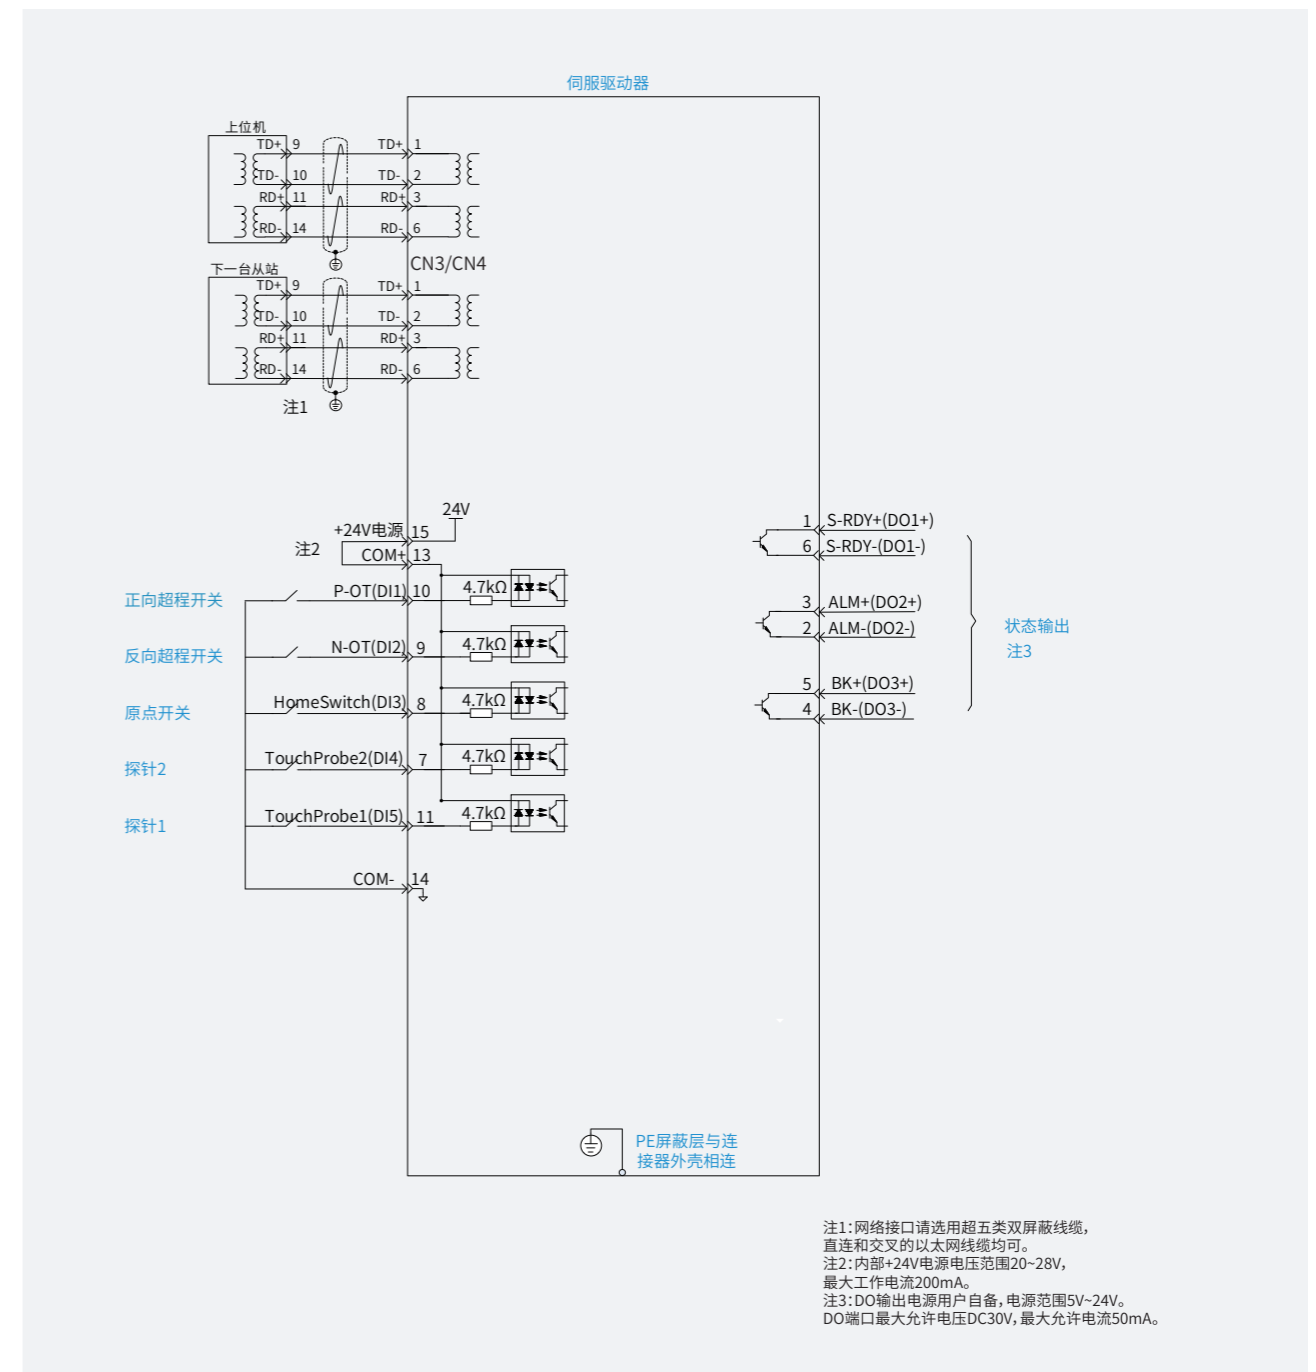 伺服驱动器
上位机
TD+ 9 TD+ 1
TD- 10 TD- 2
RD+ 11 RD+ 3
RD- 14 RD- 6
CN3/CN4
下一台从站
TD+ 9 TD+ 1
TD- 10 TD- 2
RD+ 11 RD+ 3
RD- 14 RD- 6
注1
24V
+24V电源 15
注2
COM+ 13
正向超程开关 P-OT(DI1) 10 4.7kΩ
反向超程开关 N-OT(DI2) 9 4.7kΩ
原点开关 HomeSwitch(DI3) 8 4.7kΩ
探针2 TouchProbe2(DI4) 7 4.7kΩ
探针1 TouchProbe1(DI5) 11 4.7kΩ
COM- 14
1 S-RDY+(DO1+)
6 S-RDY-(DO1-)
3 ALM+(DO2+)
2 ALM-(DO2-)
5 BK+(DO3+)
4 BK-(DO3-)
状态输出
注3
PE屏蔽层与连
接器外壳相连
注1：网络接口请选用超五类双屏蔽线缆，
直连和交叉的以太网线缆均可。
注2：内部+24V电源电压范围20~28V，
最大工作电流200mA。
注3：DO输出电源用户自备，电源范围5V~24V。
DO端口最大允许电压DC30V，最大允许电流50mA。